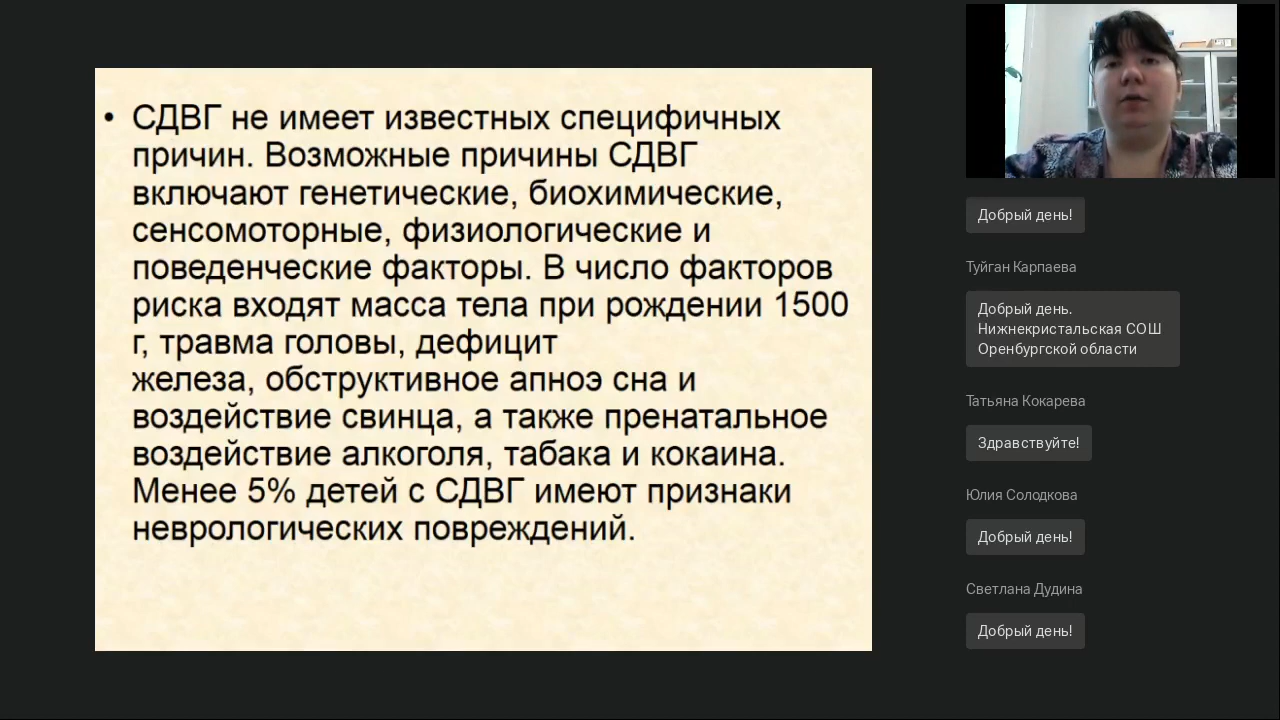 • СДВГ не имеет известных специфичных
причин. Возможные причины СДВГ
включают генетические, биохимические,
сенсомоторные, физиологические и
поведенческие факторы. В число факторов
риска входят масса тела при рождении 1500
г, травма головы, дефицит
железа, обструктивное апноэ сна и
воздействие свинца, а также пренатальное
воздействие алкоголя, табака и кокаина.
Менее 5% детей с СДВГ имеют признаки
неврологических повреждений.
Добрый день!
Туйган Карпаева
Добрый день.
Нижнекристальская СОШ
Оренбургской области
Татьяна Кокарева
Здравствуйте!
Юлия Солодкова
Добрый день!
Светлана Дудина
Добрый день!